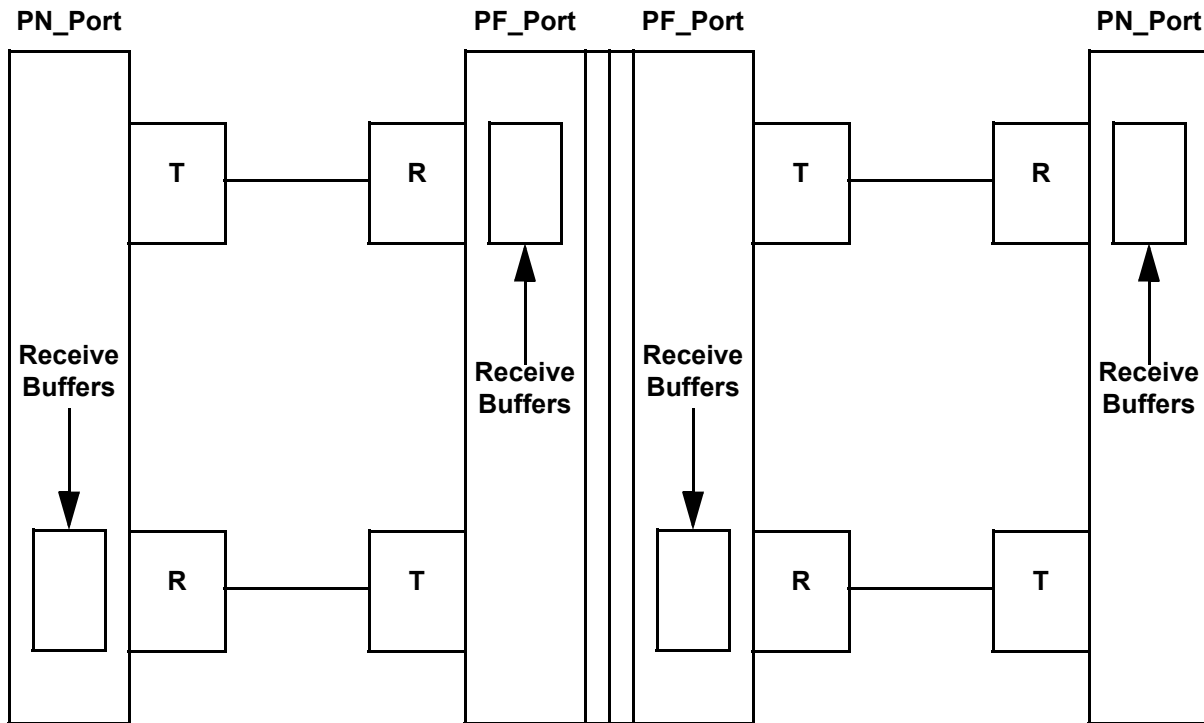 PN_Port
PF_Port
PF_Port
PN_Port
T
R
T
R
Receive
Buffers
Receive
Buffers
Receive
Buffers
Receive
Buffers
R
T
R
T